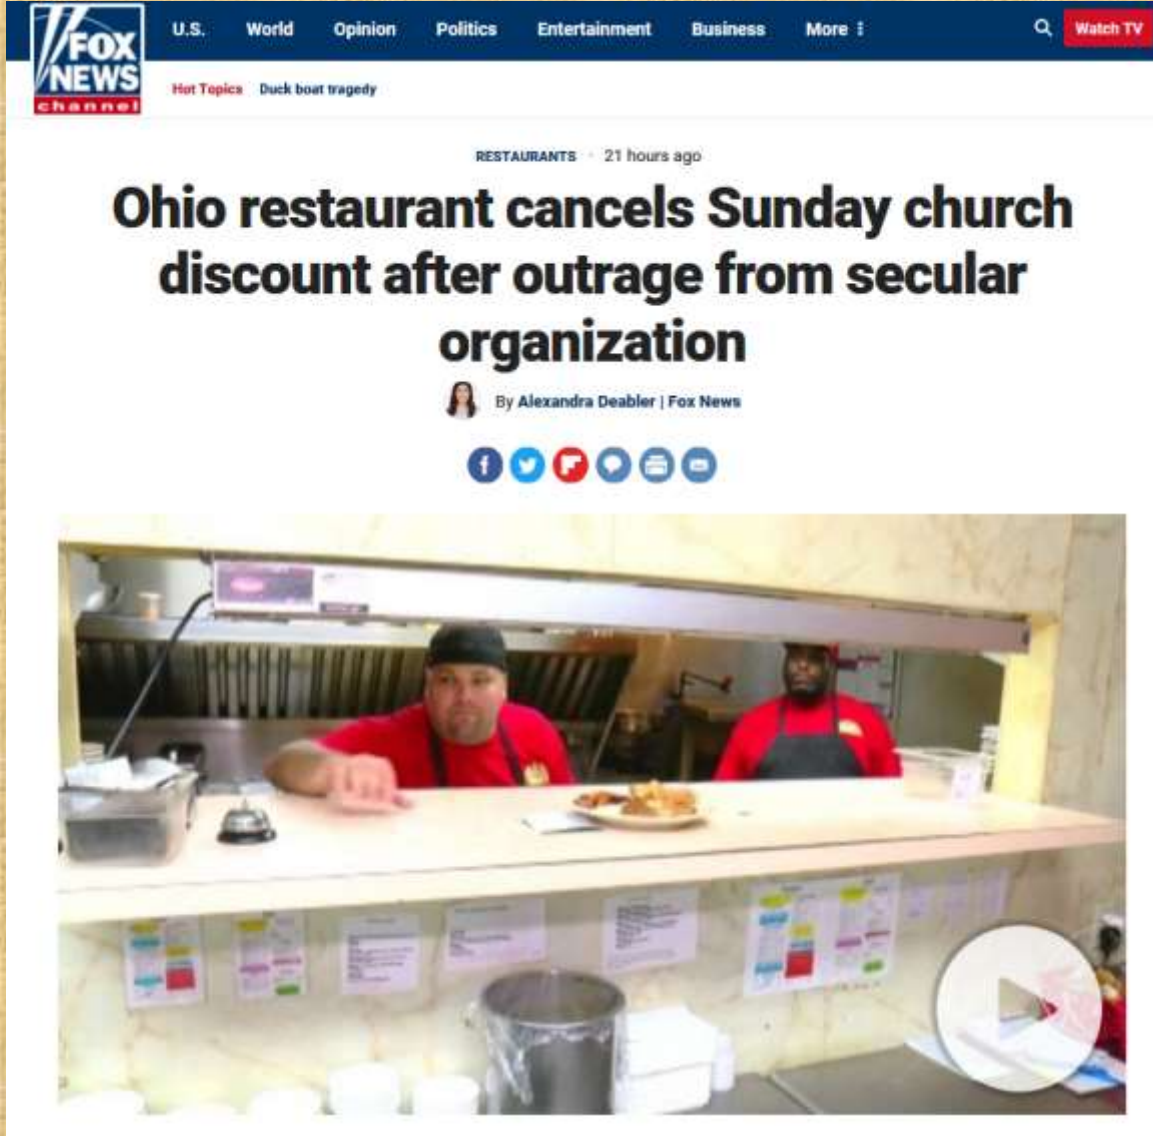 FOX
NEWS
channel
U.S. World Opinion Politics Entertainment Business More Watch TV
Hot Topics Duck boat tragedy
RESTAURANTS · 21 hours ago
Ohio restaurant cancels Sunday church
discount after outrage from secular
organization
By Alexandra Deabler | Fox News